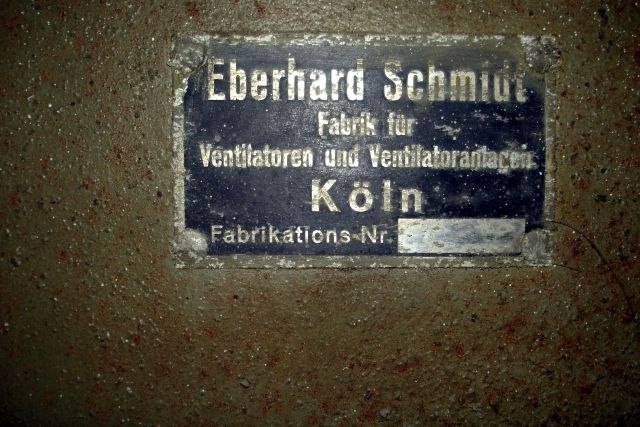 Eberhard Schmidt
Fabrik für
Ventilatoren und Ventilatoranlagen
Köln
Fabrikations-Nr.